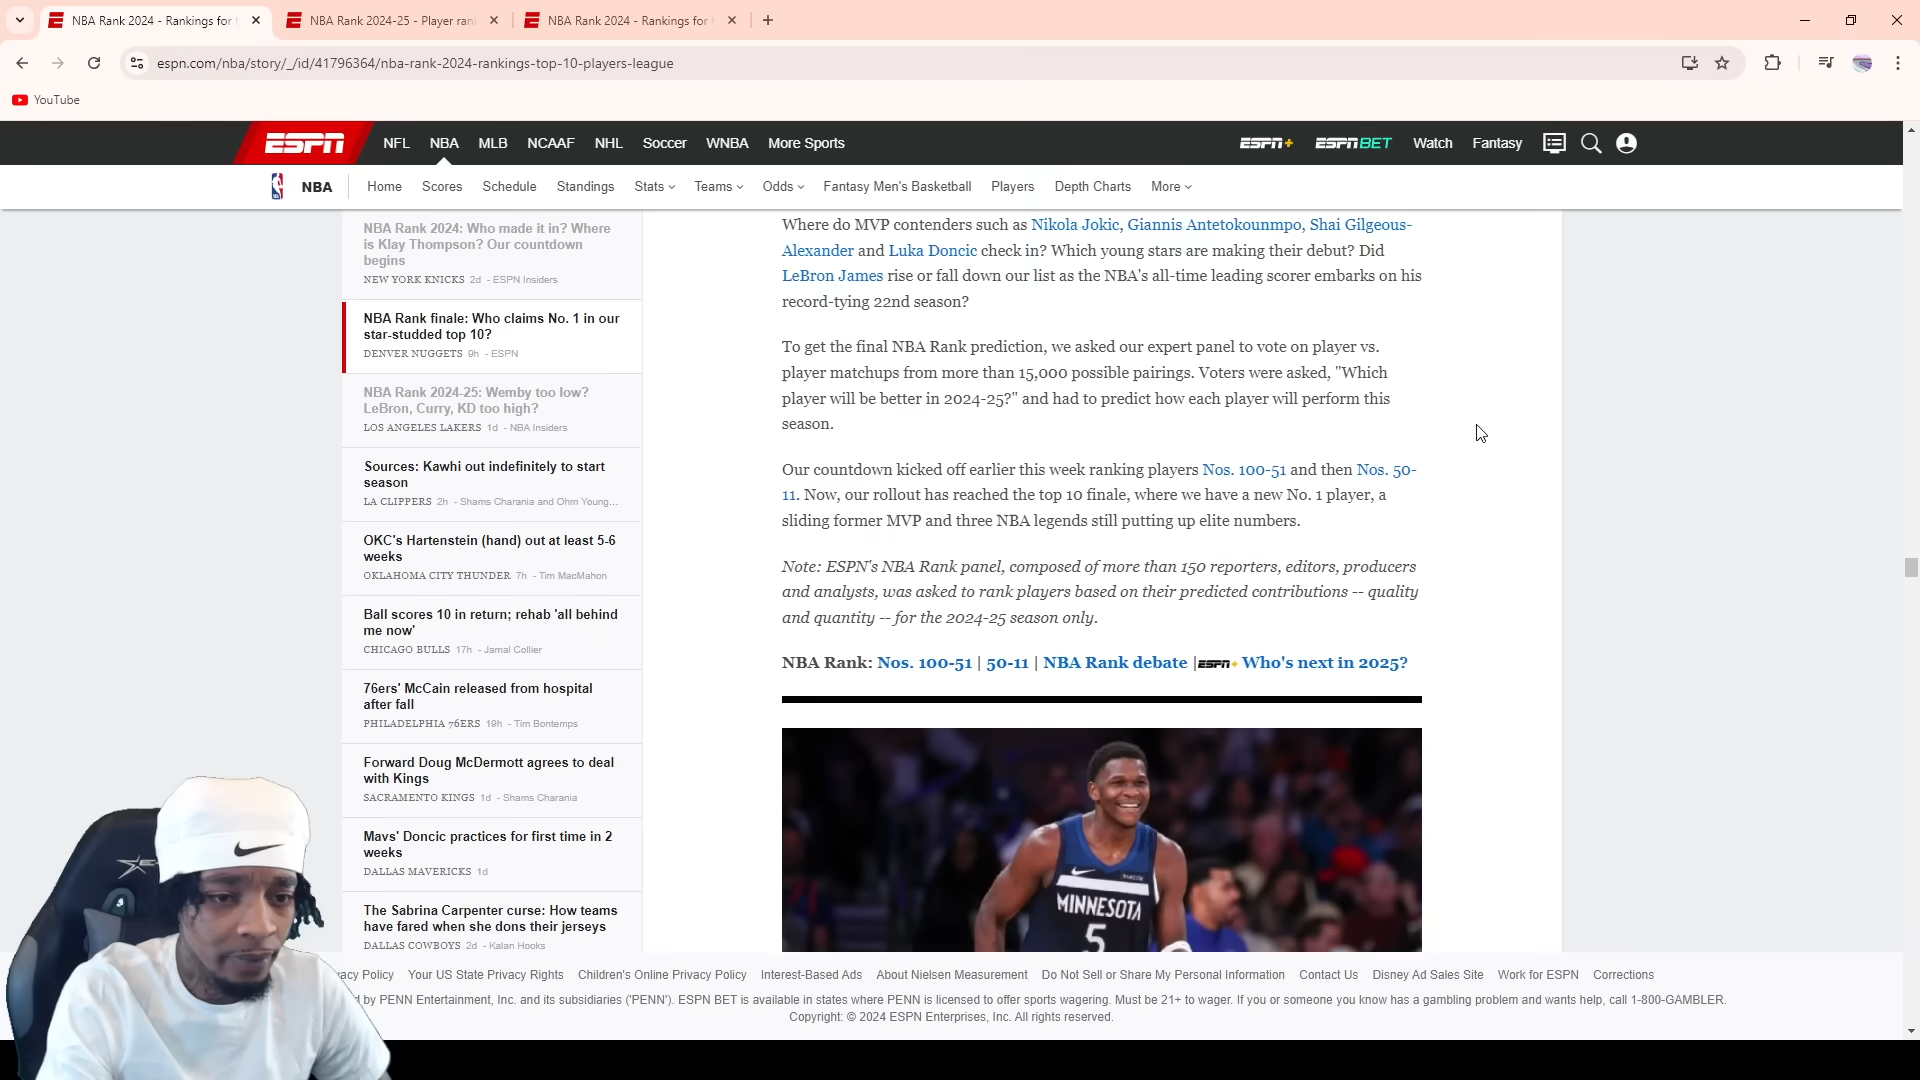 NBA Rank 2024 - Rankings for t
NBA Rank 2024-25 - Player ran
NBA Rank 2024 - Rankings for t
espn.com/nba/story/_/id/41796364/nba-rank-2024-rankings-top-10-players-league
YouTube
ESPN NFL NBA MLB NCAAF NHL Soccer WNBA More Sports ESPN+ ESPN BET Watch Fantasy
NBA Home Scores Schedule Standings Stats Teams Odds Fantasy Men's Basketball Players Depth Charts More
NBA Rank 2024: Who made it in? Where
is Klay Thompson? Our countdown
begins
NEW YORK KNICKS 2d - ESPN Insiders
NBA Rank finale: Who claims No. 1 in our
star-studded top 10?
DENVER NUGGETS 9h - ESPN
NBA Rank 2024-25: Wemby too low?
LeBron, Curry, KD too high?
LOS ANGELES LAKERS 1d - NBA Insiders
Sources: Kawhi out indefinitely to start
season
LA CLIPPERS 2h - Shams Charania and Ohm Young...
OKC's Hartenstein (hand) out at least 5-6
weeks
OKLAHOMA CITY THUNDER 7h - Tim MacMahon
Ball scores 10 in return; rehab 'all behind
me now'
CHICAGO BULLS 17h - Jamal Collier
76ers' McCain released from hospital
after fall
PHILADELPHIA 76ERS 19h - Tim Bontemps
Forward Doug McDermott agrees to deal
with Kings
SACRAMENTO KINGS 1d - Shams Charania
Mavs' Doncic practices for first time in 2
weeks
DALLAS MAVERICKS 1d
The Sabrina Carpenter curse: How teams
have fared when she dons their jerseys
DALLAS COWBOYS 2d - Kalan Hooks
Where do MVP contenders such as Nikola Jokic, Giannis Antetokounmpo, Shai Gilgeous-
Alexander and Luka Doncic check in? Which young stars are making their debut? Did
LeBron James rise or fall down our list as the NBA's all-time leading scorer embarks on his
record-tying 22nd season?
To get the final NBA Rank prediction, we asked our expert panel to vote on player vs.
player matchups from more than 15,000 possible pairings. Voters were asked, "Which
player will be better in 2024-25?" and had to predict how each player will perform this
season.
Our countdown kicked off earlier this week ranking players Nos. 100-51 and then Nos. 50-
11. Now, our rollout has reached the top 10 finale, where we have a new No. 1 player, a
sliding former MVP and three NBA legends still putting up elite numbers.
Note: ESPN's NBA Rank panel, composed of more than 150 reporters, editors, producers
and analysts, was asked to rank players based on their predicted contributions -- quality
and quantity -- for the 2024-25 season only.
NBA Rank: Nos. 100-51 | 50-11 | NBA Rank debate |ESPN+ Who's next in 2025?
MINNESOTA
5
vacy Policy Your US State Privacy Rights Children's Online Privacy Policy Interest-Based Ads About Nielsen Measurement Do Not Sell or Share My Personal Information Contact Us Disney Ad Sales Site Work for ESPN Corrections
d by PENN Entertainment, Inc. and its subsidiaries ('PENN'). ESPN BET is available in states where PENN is licensed to offer sports wagering. Must be 21+ to wager. If you or someone you know has a gambling problem and wants help, call 1-800-GAMBLER.
Copyright: © 2024 ESPN Enterprises, Inc. All rights reserved.